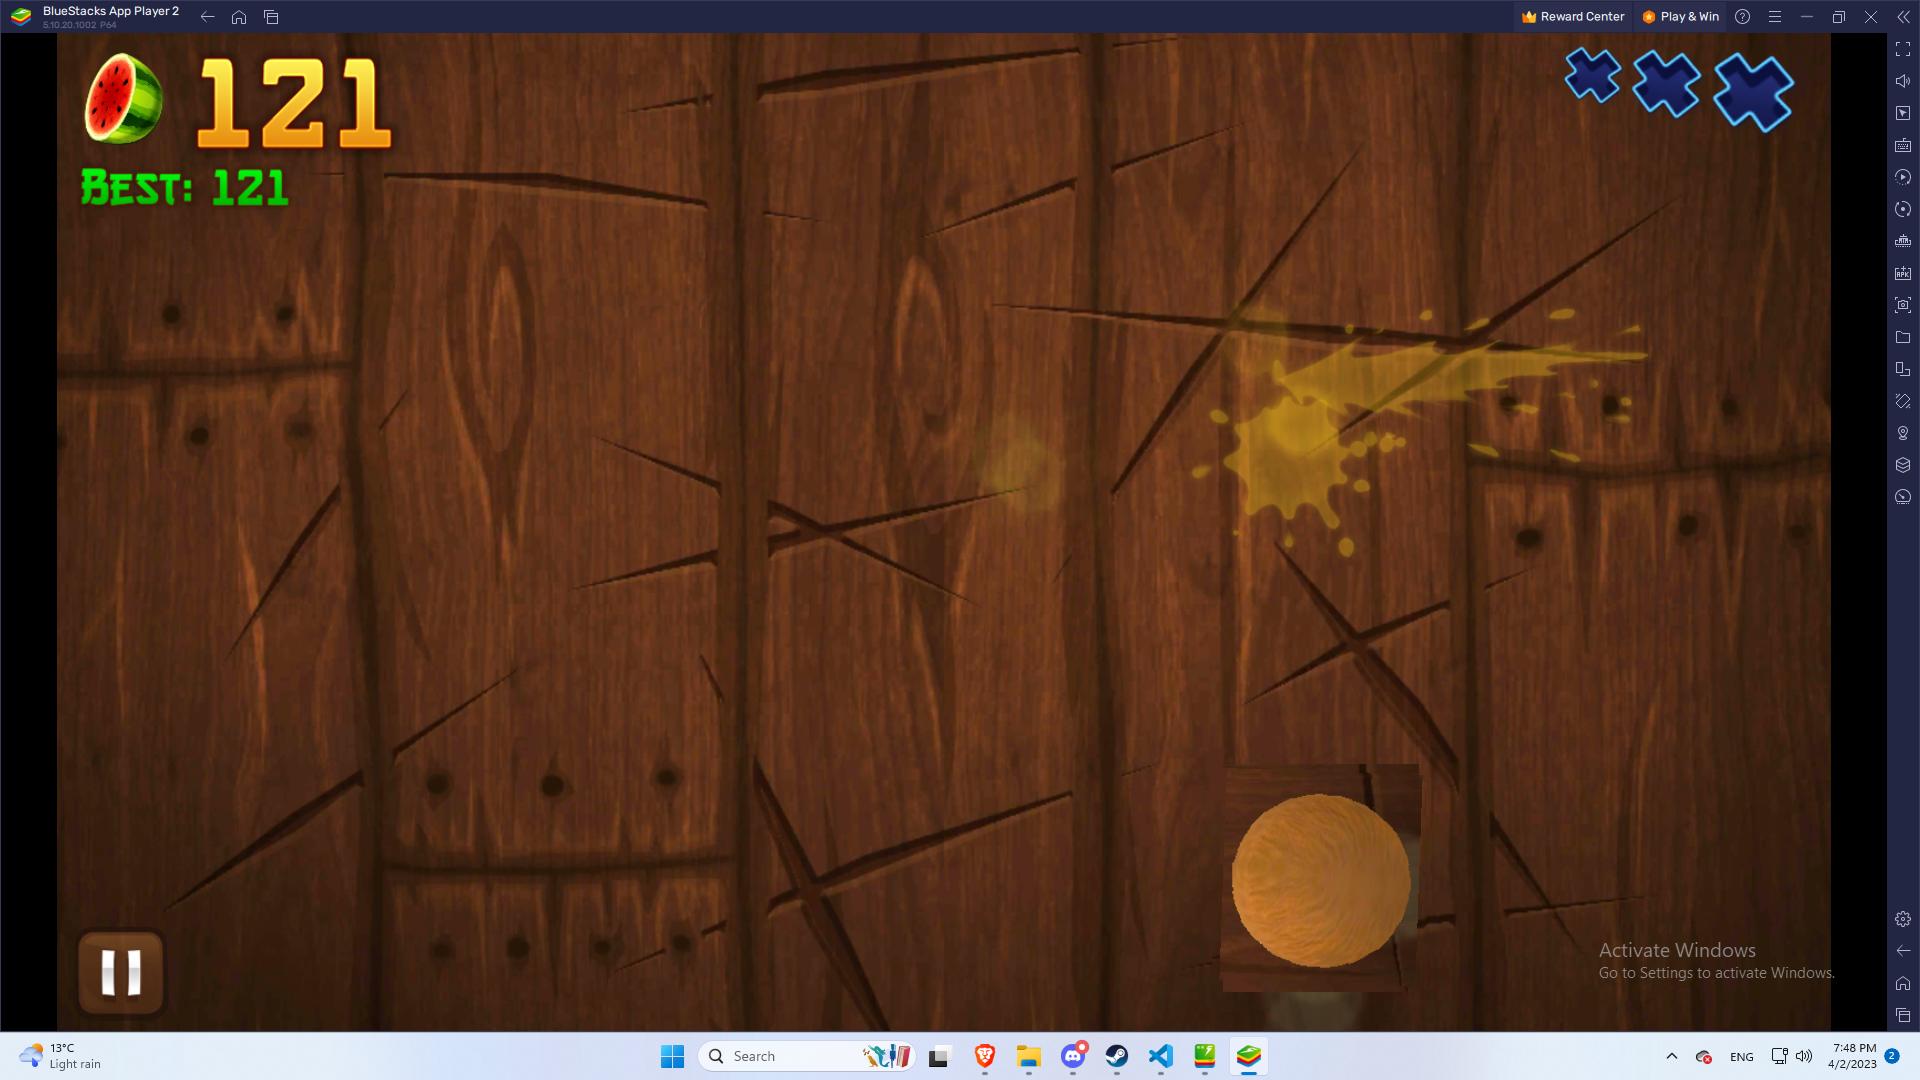 BlueStacks App Player 2
5.10.20.1002 P64
Reward Center
Play & Win
121
BEST: 121
Activate Windows
Go to Settings to activate Windows.
13°C
Light rain
Search
ENG
7:48 PM
4/2/2023
2